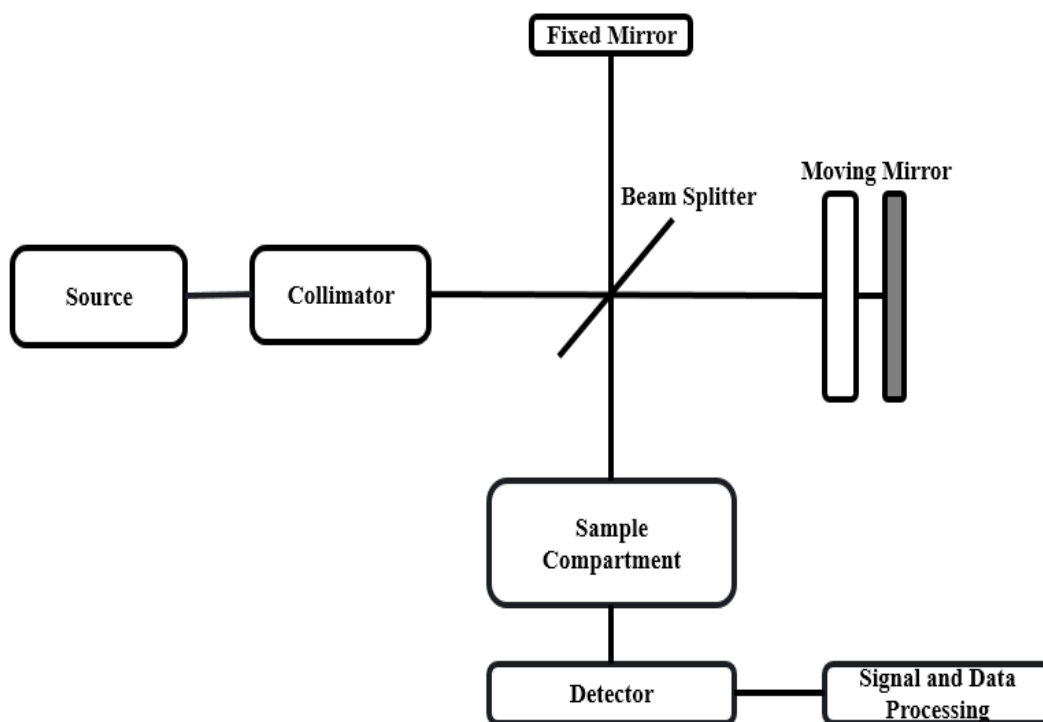 Fixed Mirror
Moving Mirror
Beam Splitter
Source
Collimator
Sample
Compartment
Detector
Signal and Data
Processing